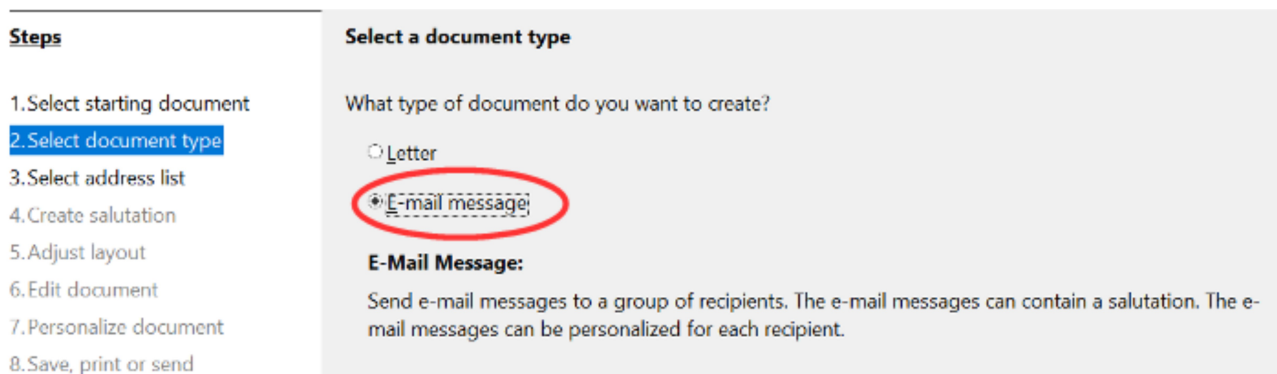 Steps
1.Select starting document
2.Select document type
3.Select address list
4.Create salutation
5.Adjust layout
6.Edit document
7.Personalize document
8.Save, print or send
Select a document type
What type of document do you want to create?
Letter
E-mail message
E-Mail Message:
Send e-mail messages to a group of recipients. The e-mail messages can contain a salutation. The e-
mail messages can be personalized for each recipient.